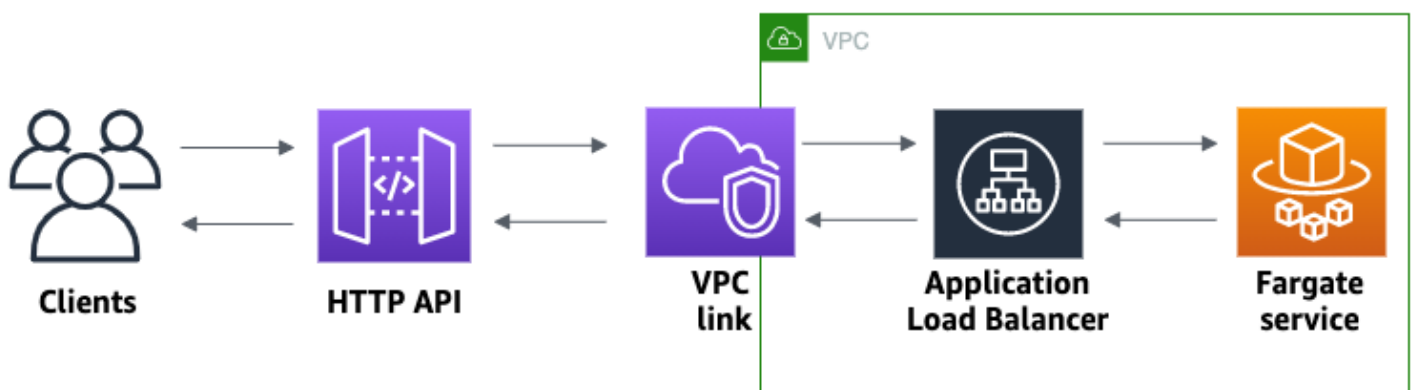 VPC
</>
Clients
HTTP API
VPC
link
Application
Load Balancer
Fargate
service